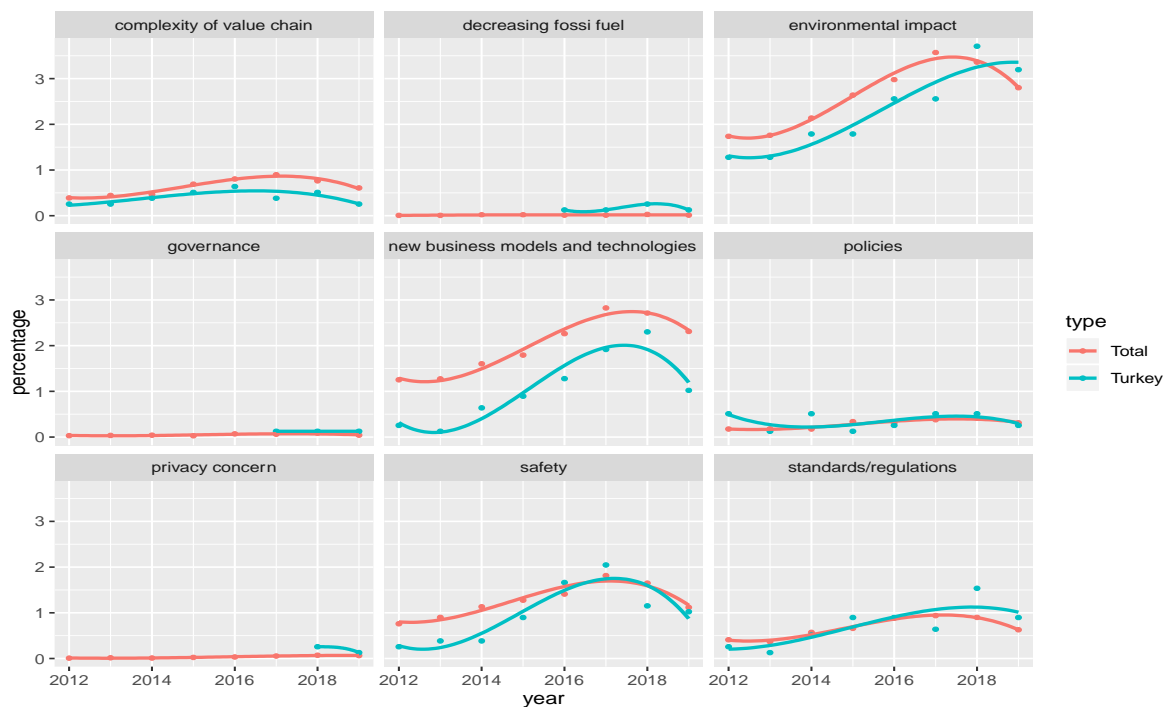 complexity of value chain
decreasing fossi fuel
environmental impact
3
2
1
0
governance
new business models and technologies
policies
3
2
1
0
percentage
type
Total
Turkey
privacy concern
safety
standards/regulations
3
2
1
0
2012 2014 2016 2018
2012 2014 2016 2018
2012 2014 2016 2018
year